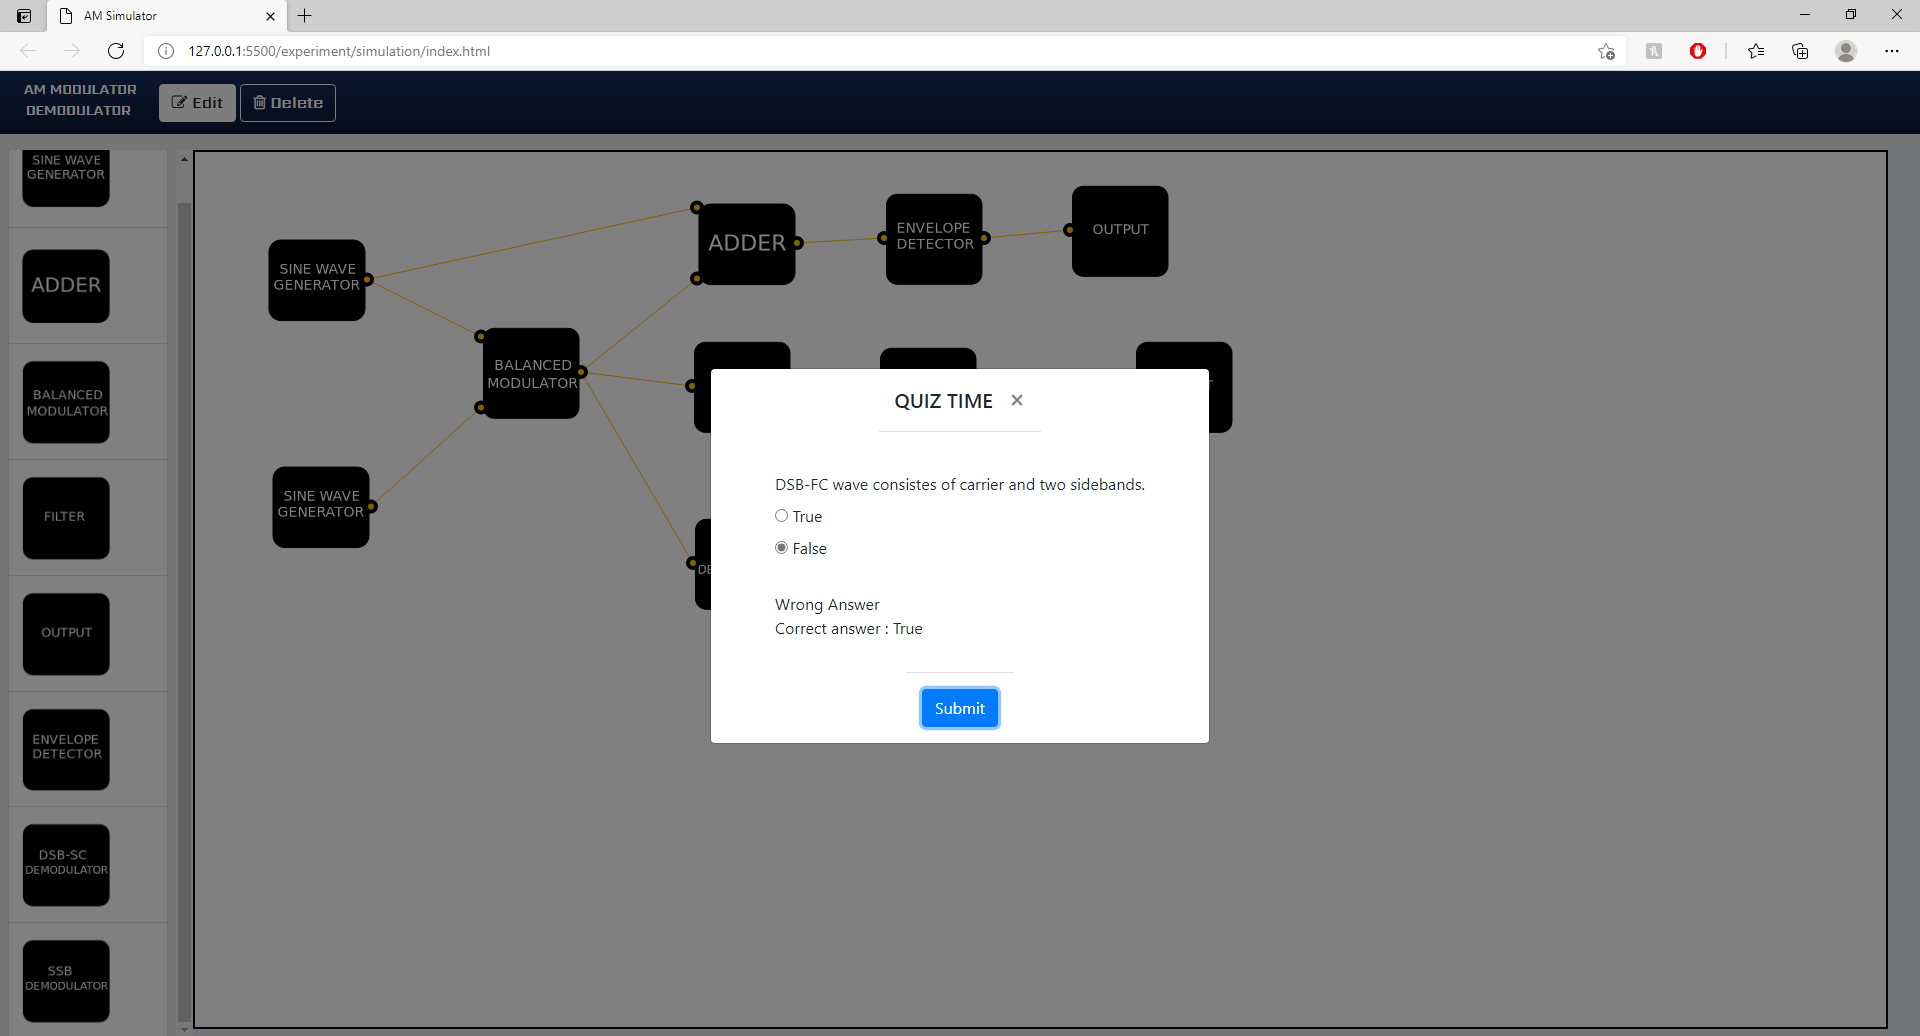 AM Simulator
127.0.0.1:5500/experiment/simulation/index.html
AM MODULATOR
DEMODULATOR
Edit
Delete
SINE WAVE
GENERATOR
ADDER
BALANCED
MODULATOR
FILTER
OUTPUT
ENVELOPE
DETECTOR
DSB-SC
DEMODULATOR
SSB
DEMODULATOR
SINE WAVE
GENERATOR
SINE WAVE
GENERATOR
BALANCED
MODULATOR
ADDER
ENVELOPE
DETECTOR
OUTPUT
QUIZ TIME ×
DSB-FC wave consistes of carrier and two sidebands.
True
False
Wrong Answer
Correct answer : True
Submit